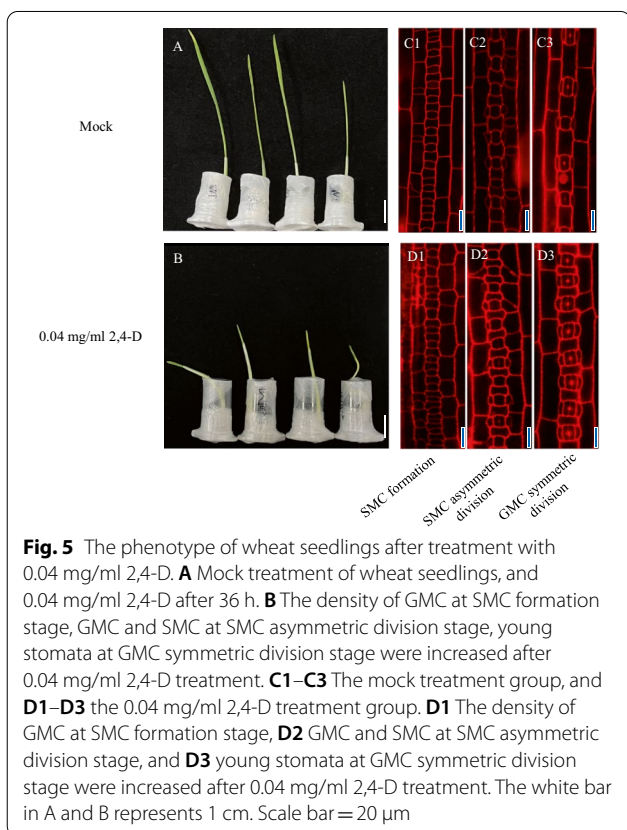 A
C1
C2
C3
Mock
B
D1
D2
D3
0.04 mg/ml 2,4-D
SMC formation
SMC asymmetric
division
GMC symmetric
division
Fig. 5 The phenotype of wheat seedlings after treatment with
0.04 mg/ml 2,4-D. A Mock treatment of wheat seedlings, and
0.04 mg/ml 2,4-D after 36 h. B The density of GMC at SMC formation
stage, GMC and SMC at SMC asymmetric division stage, young
stomata at GMC symmetric division stage were increased after
0.04 mg/ml 2,4-D treatment. C1–C3 The mock treatment group, and
D1–D3 the 0.04 mg/ml 2,4-D treatment group. D1 The density of
GMC at SMC formation stage, D2 GMC and SMC at SMC asymmetric
division stage, and D3 young stomata at GMC symmetric division
stage were increased after 0.04 mg/ml 2,4-D treatment. The white bar
in A and B represents 1 cm. Scale bar = 20 μm